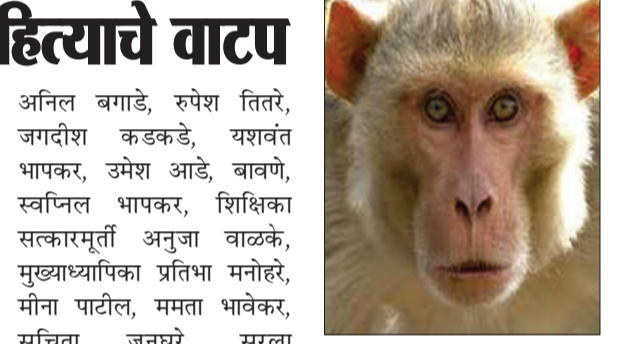 हित्याचे वाटप
अनिल बगाडे, रुपेश तितरे,
जगदीश कडकडे, यशवंत
भापकर, उमेश आडे, बावणे,
स्वप्निल भापकर, शिक्षिका
सत्कारमूर्ती अनुजा वाळके,
मुख्याध्यापिका प्रतिभा मनोहरे,
मीना पाटील, ममता भावेकर,